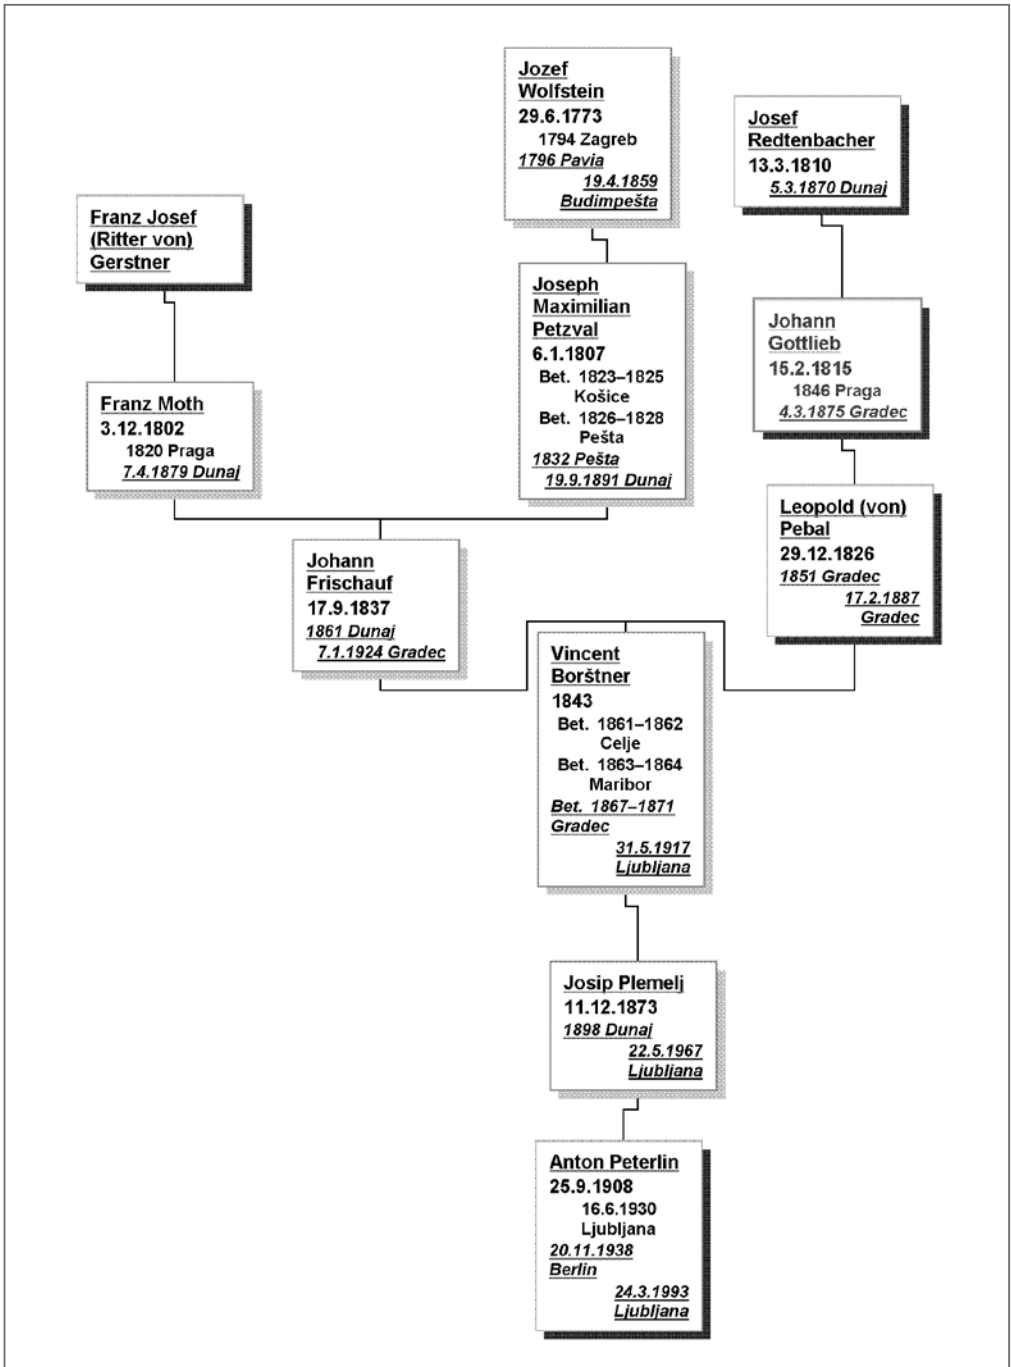 Jozef
Wolfstein
29.6.1773
1794 Zagreb
1796 Pavia
19.4.1859
Budimpešta
Josef
Redtenbacher
13.3.1810
5.3.1870 Dunaj
Franz Josef
(Ritter von)
Gerstner
Joseph
Maximilian
Petzval
6.1.1807
Bet. 1823–1825
Košice
Bet. 1826–1828
Pešta
1832 Pešta
19.9.1891 Dunaj
Johann
Gottlieb
15.2.1815
1846 Praga
4.3.1875 Gradec
Franz Moth
3.12.1802
1820 Praga
7.4.1879 Dunaj
Leopold (von)
Pebal
29.12.1826
1851 Gradec
17.2.1887
Gradec
Johann
Frischauf
17.9.1837
1861 Dunaj
7.1.1924 Gradec
Vincent
Borštner
1843
Bet. 1861–1862
Celje
Bet. 1863–1864
Maribor
Bet. 1867–1871
Gradec
31.5.1917
Ljubljana
Josip Plemelj
11.12.1873
1898 Dunaj
22.5.1967
Ljubljana
Anton Peterlin
25.9.1908
16.6.1930
Ljubljana
20.11.1938
Berlin
24.3.1993
Ljubljana